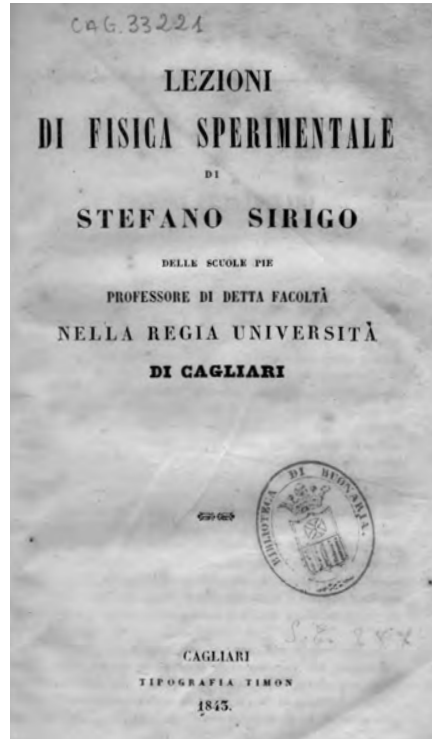 CAG. 33221
LEZIONI
DI FISICA SPERIMENTALE
DI
STEFANO SIRIGO
DELLE SCUOLE PIE
PROFESSORE DI DETTA FACOLTÀ
NELLA REGIA UNIVERSITÀ
DI CAGLIARI
BIBLIOTECA DI BUONARIA.
CAGLIARI
TIPOGRAFIA TIMON
1843.